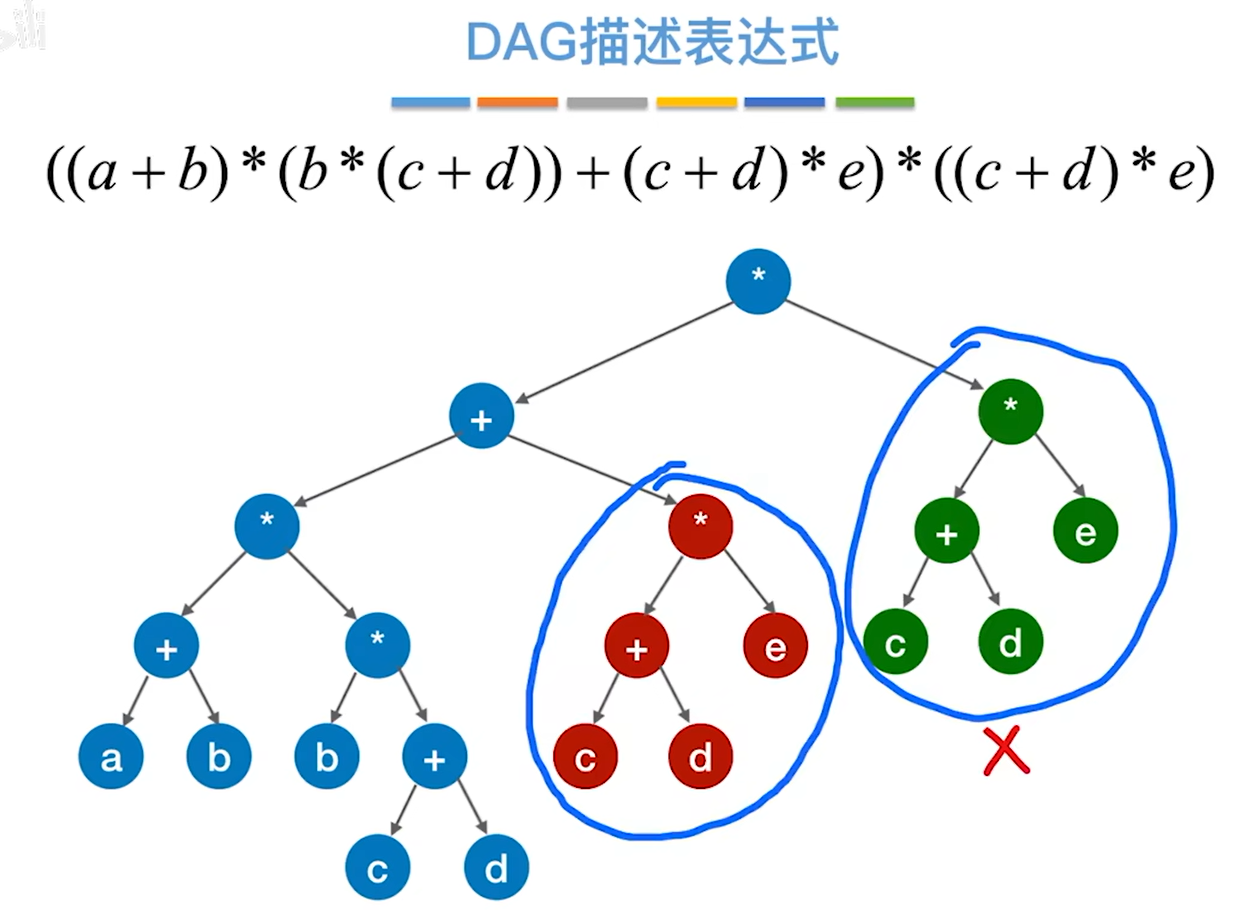 DAG描述表达式
((a+b)*(b*(c+d))+(c+d)*e)*((c+d)*e)
*
+ *
* * + e
+ * + e c d
a b b + c d
c d
X